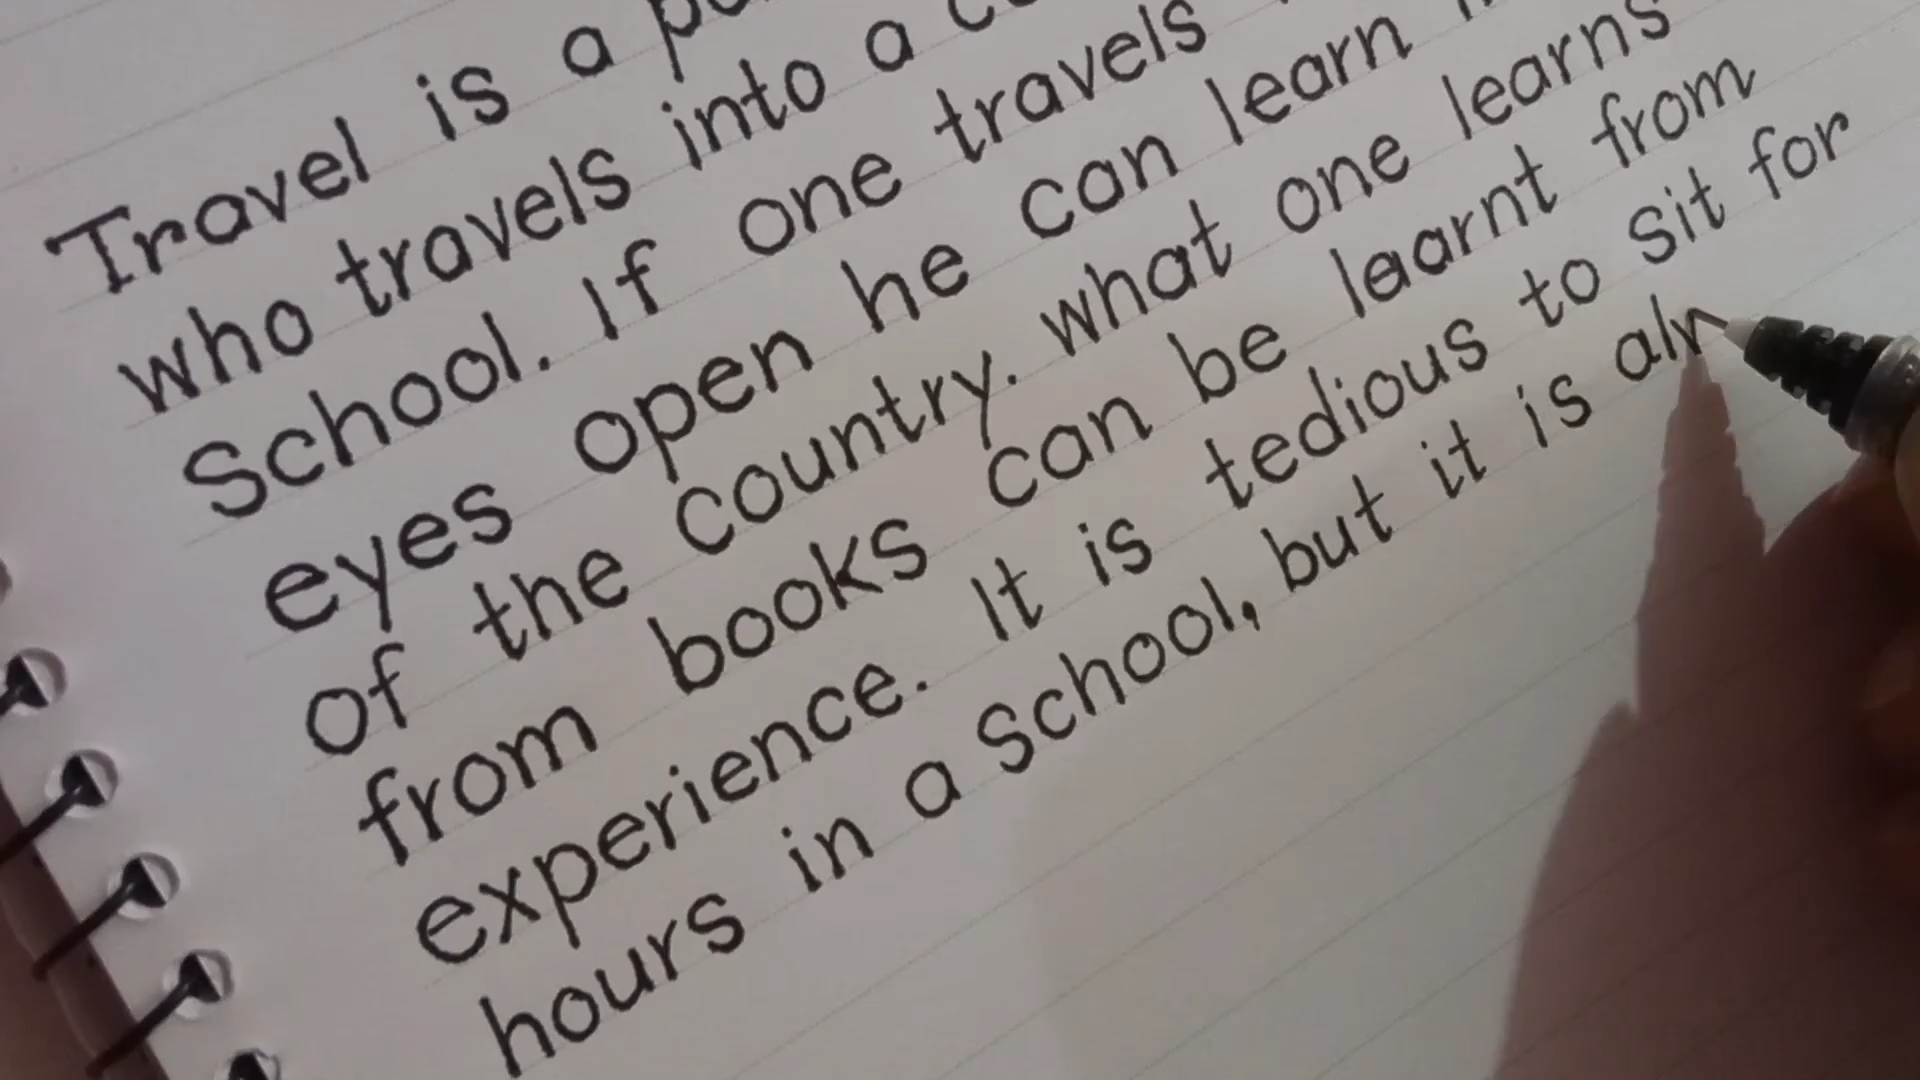 Travel is a
who travels into a
School. If one travels
eyes open he can learn
of the country. what one learns
from books can be learnt from
experience. It is tedious to sit for
hours in a School, but it is